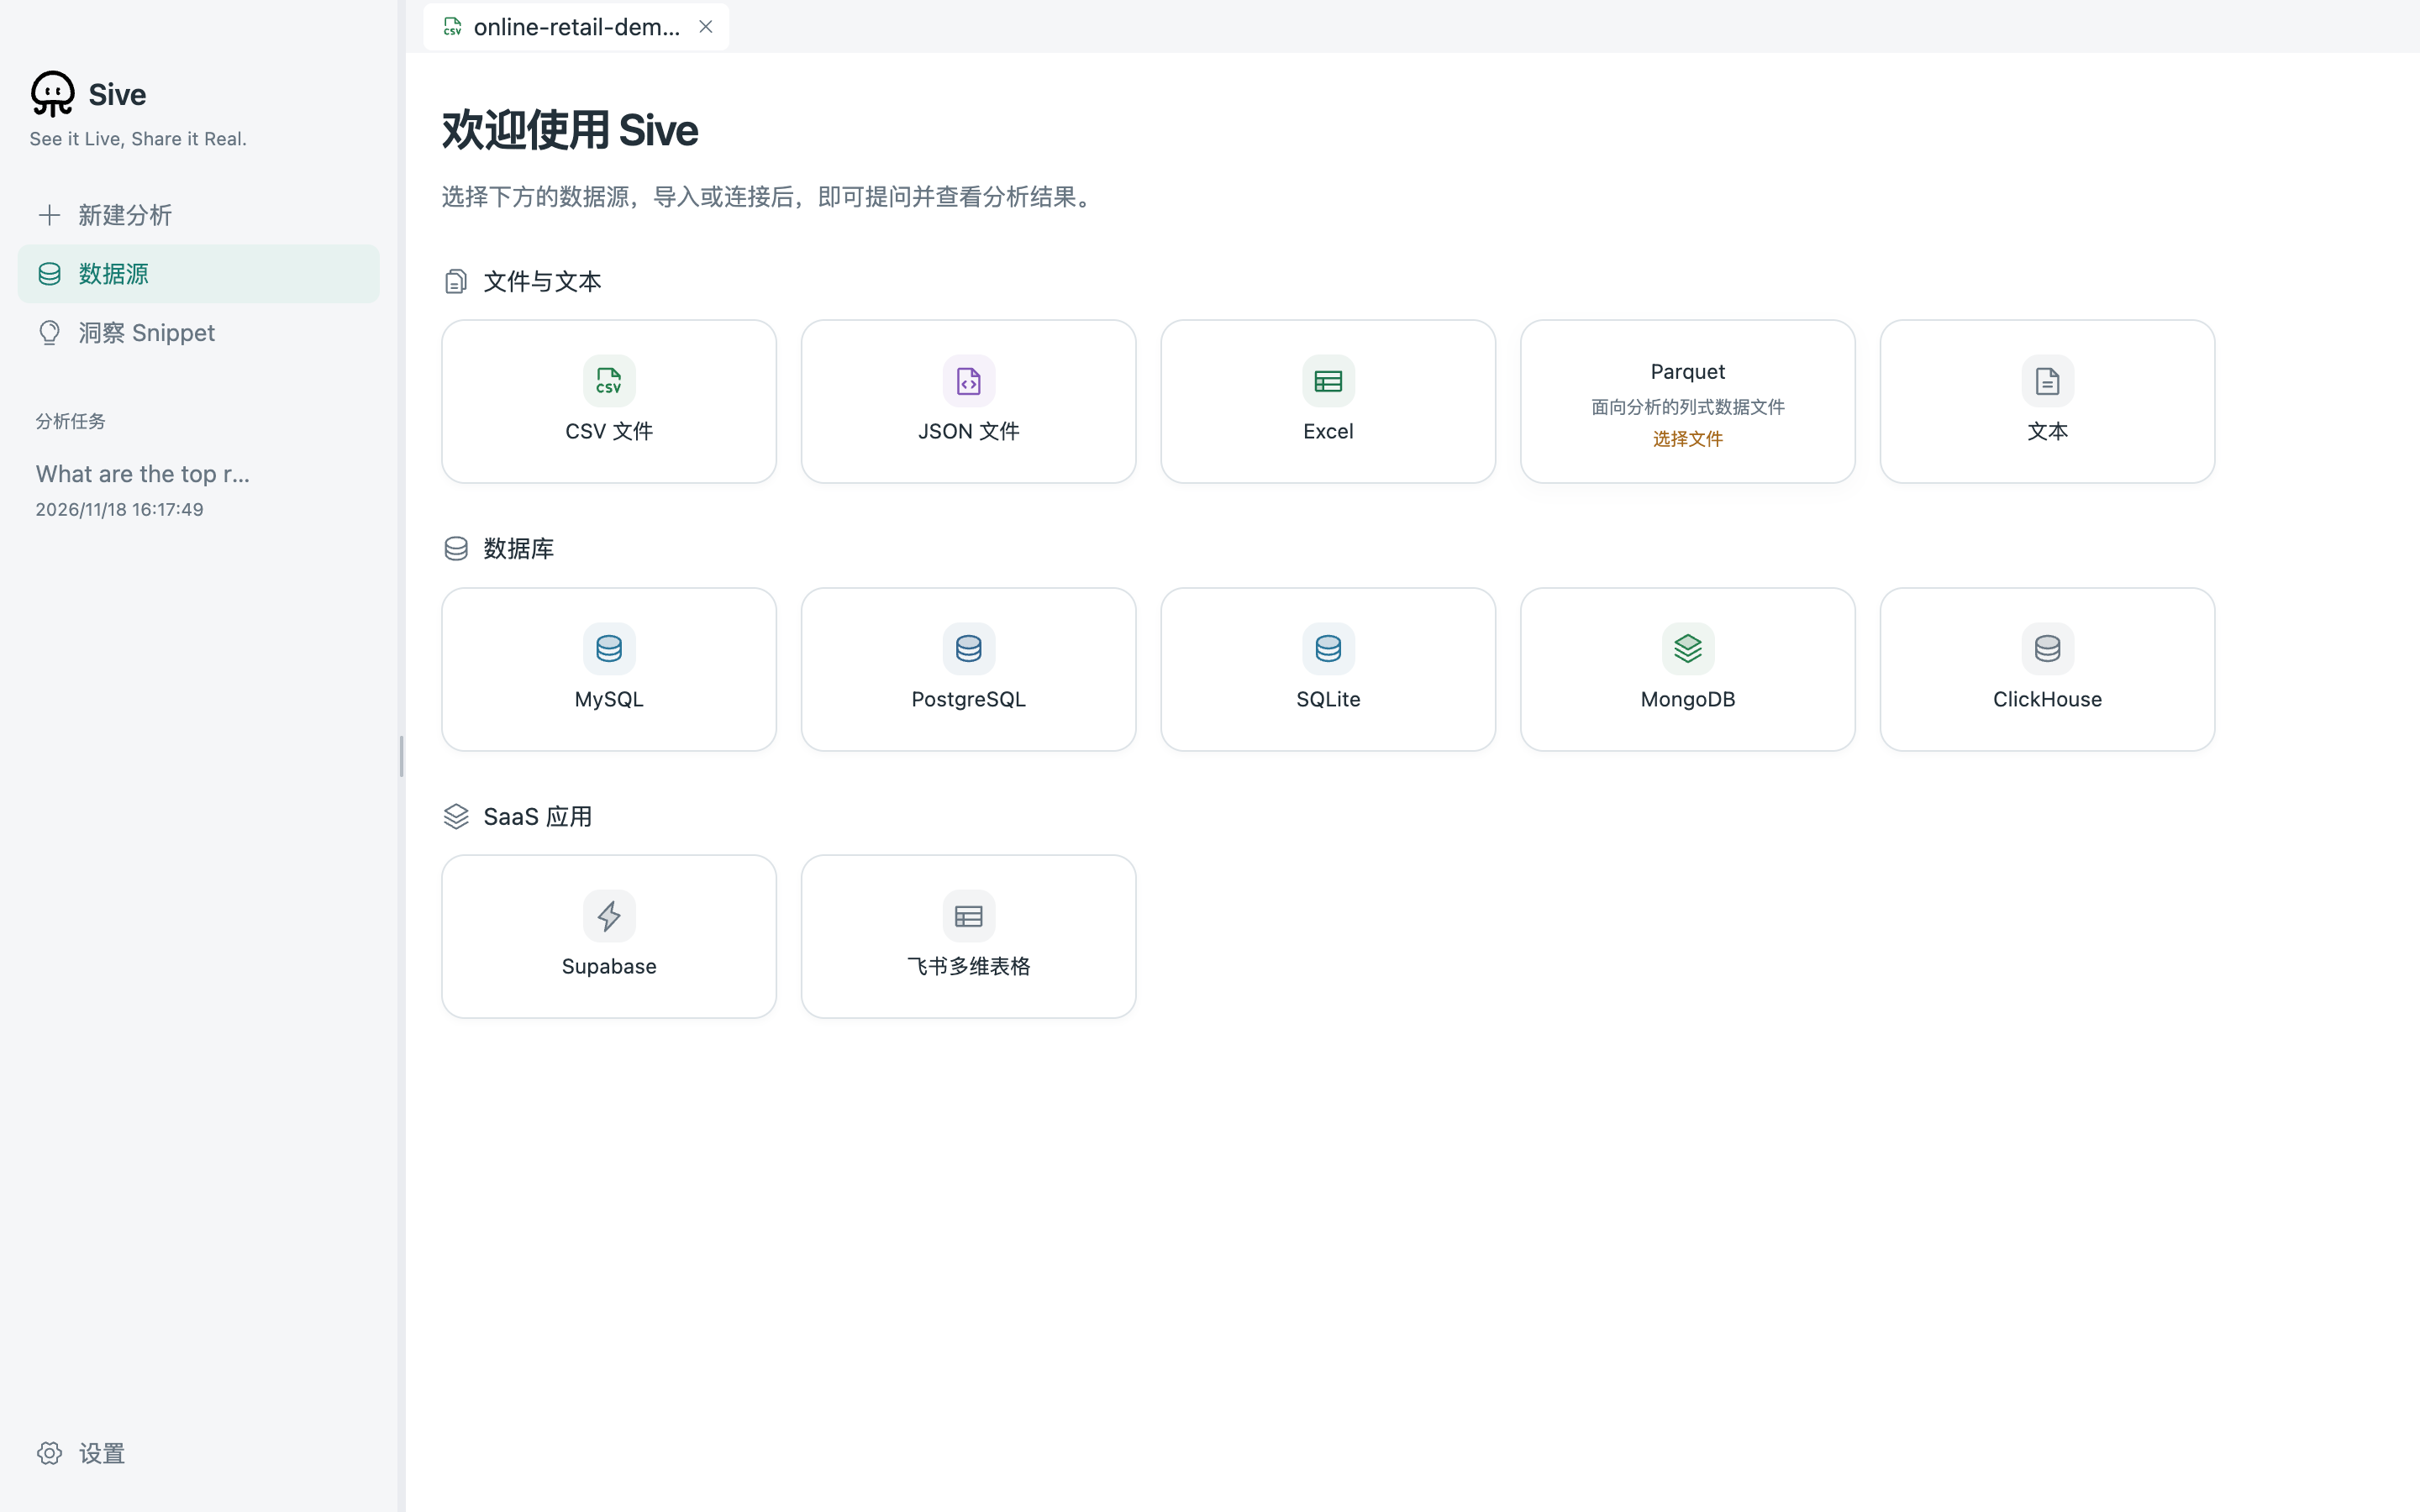 CSV
online-retail-dem...
Sive
See it Live, Share it Real.
新建分析
数据源
洞察 Snippet
分析任务
What are the top r...
2026/11/18 16:17:49
设置
欢迎使用 Sive
选择下方的数据源，导入或连接后，即可提问并查看分析结果。
文件与文本
CSV
CSV 文件
JSON 文件
Excel
Parquet
面向分析的列式数据文件
选择文件
文本
数据库
MySQL
PostgreSQL
SQLite
MongoDB
ClickHouse
SaaS 应用
Supabase
飞书多维表格